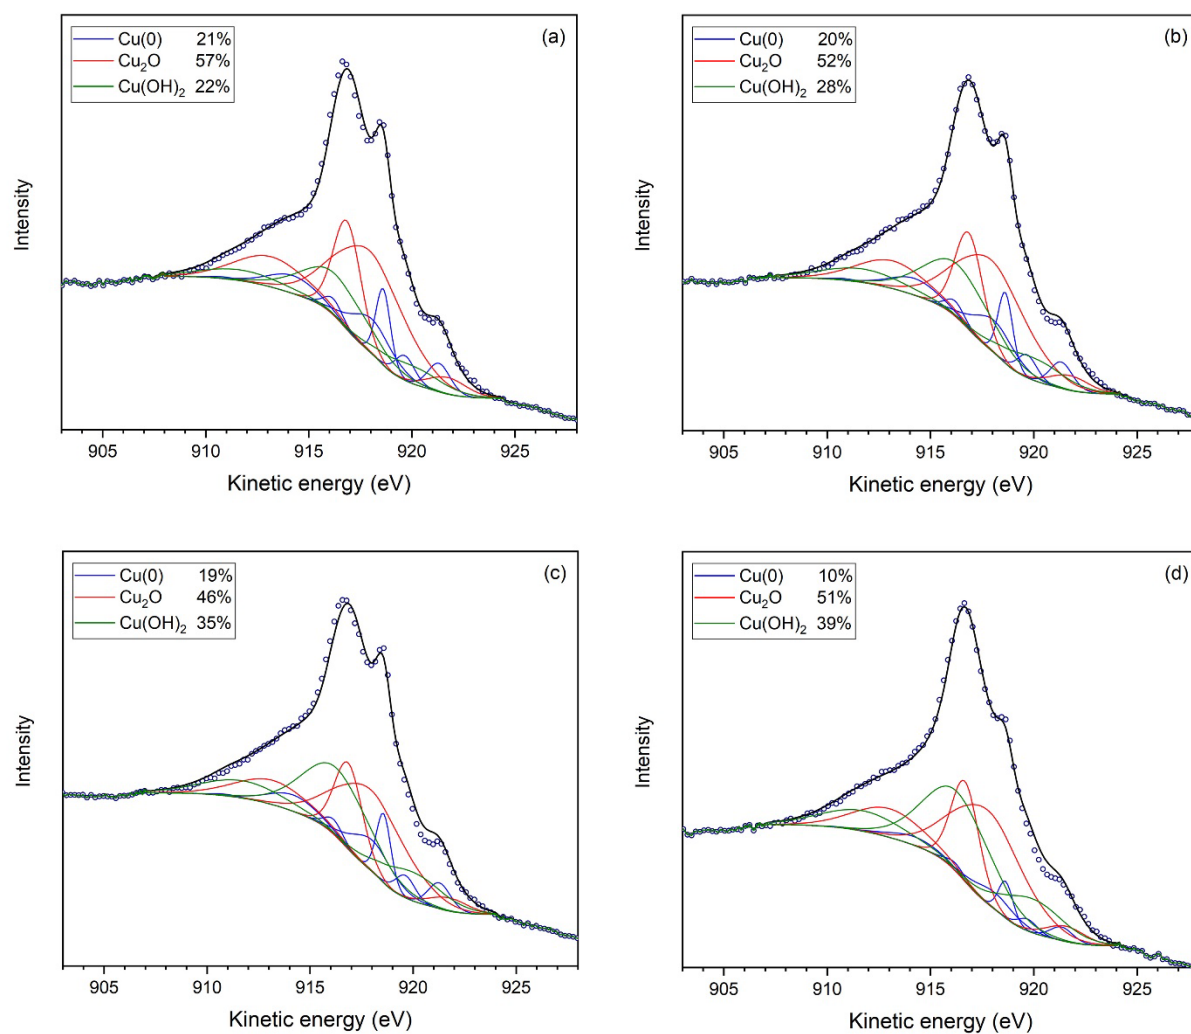 Cu(0) 21%
Cu₂O 57%
Cu(OH)₂ 22%
(a)
Intensity
905 910 915 920 925
Kinetic energy (eV)
Cu(0) 20%
Cu₂O 52%
Cu(OH)₂ 28%
(b)
Intensity
905 910 915 920 925
Kinetic energy (eV)
Cu(0) 19%
Cu₂O 46%
Cu(OH)₂ 35%
(c)
Intensity
905 910 915 920 925
Kinetic energy (eV)
Cu(0) 10%
Cu₂O 51%
Cu(OH)₂ 39%
(d)
Intensity
905 910 915 920 925
Kinetic energy (eV)